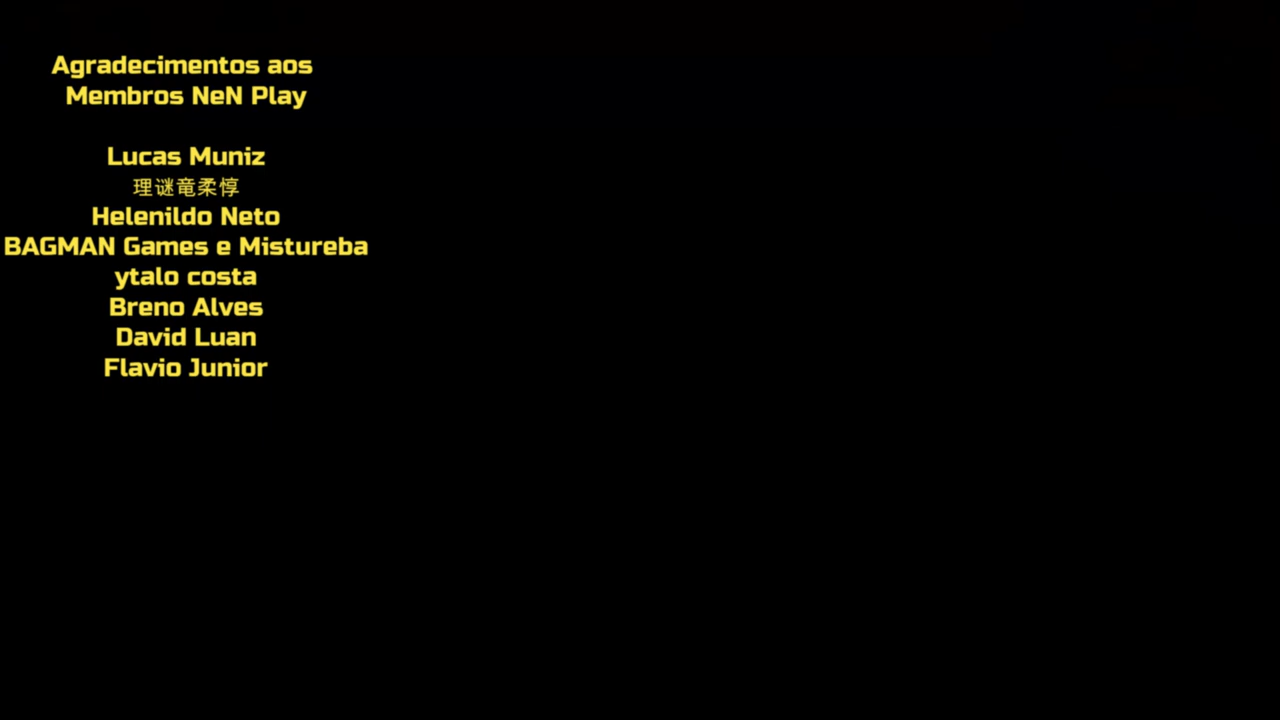 Agradecimentos aos
Membros NeN Play
Lucas Muniz
理谜竜柔惇
Helenildo Neto
BAGMAN Games e Mistureba
ytalo costa
Breno Alves
David Luan
Flavio Junior